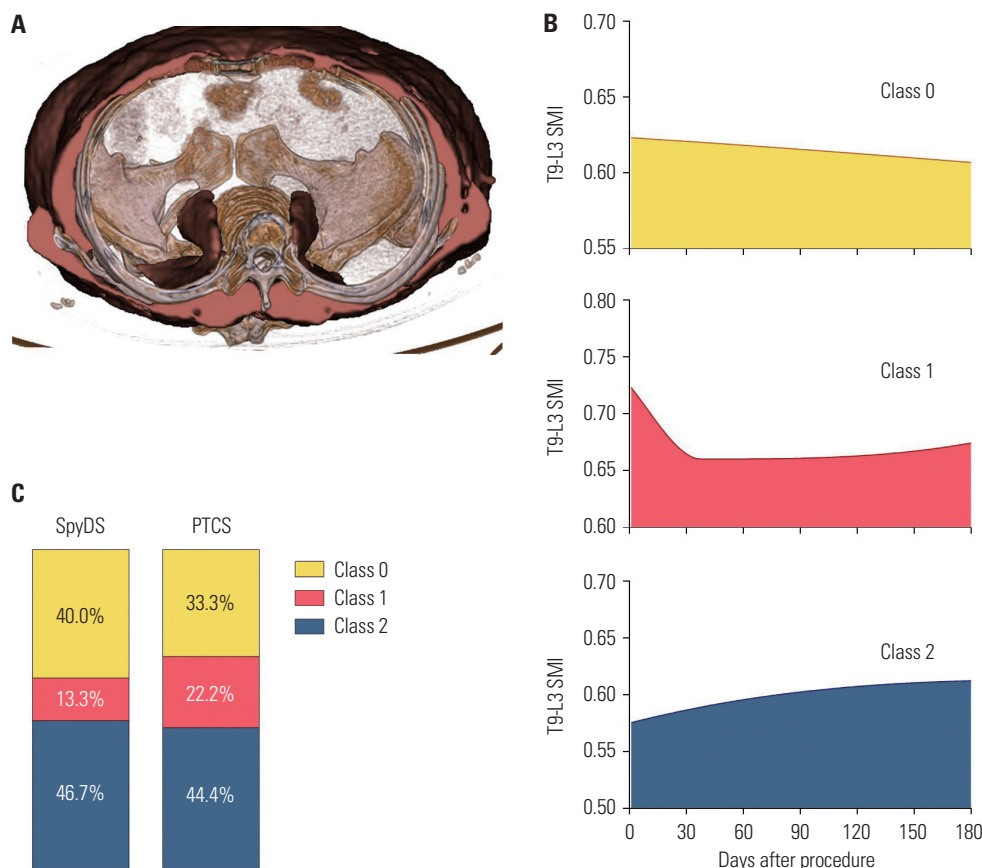 A
B
0.70
0.65
0.60
0.55
T9-L3 SMI
Class 0
0.80
0.75
0.70
0.65
0.60
T9-L3 SMI
Class 1
0.70
0.65
0.60
0.55
0.50
T9-L3 SMI
Class 2
0 30 60 90 120 150 180
Days after procedure
C
SpyDS PTCS
40.0% 33.3%
13.3% 22.2%
46.7% 44.4%
Class 0
Class 1
Class 2